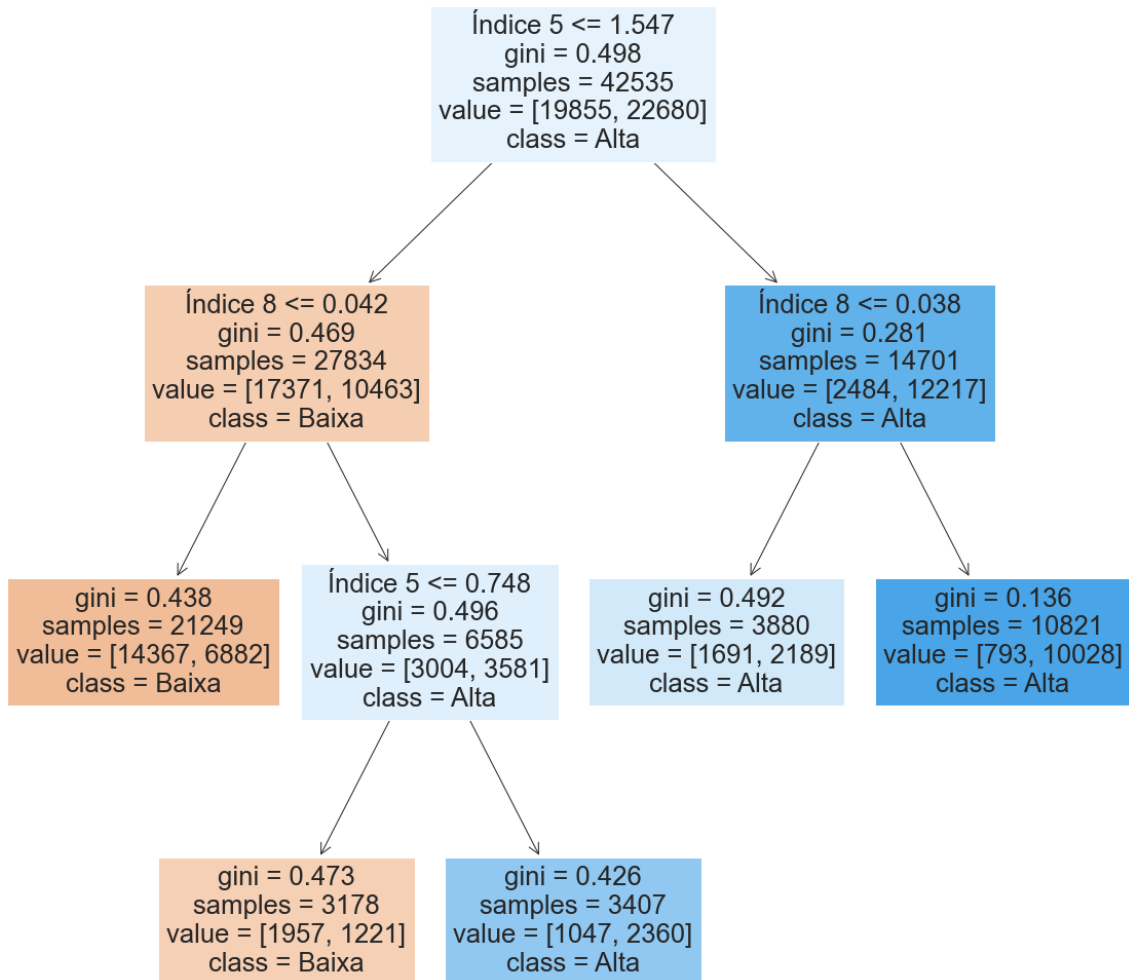 Índice 5 <= 1.547
gini = 0.498
samples = 42535
value = [19855, 22680]
class = Alta
Índice 8 <= 0.042
gini = 0.469
samples = 27834
value = [17371, 10463]
class = Baixa
Índice 8 <= 0.038
gini = 0.281
samples = 14701
value = [2484, 12217]
class = Alta
gini = 0.438
samples = 21249
value = [14367, 6882]
class = Baixa
Índice 5 <= 0.748
gini = 0.496
samples = 6585
value = [3004, 3581]
class = Alta
gini = 0.492
samples = 3880
value = [1691, 2189]
class = Alta
gini = 0.136
samples = 10821
value = [793, 10028]
class = Alta
gini = 0.473
samples = 3178
value = [1957, 1221]
class = Baixa
gini = 0.426
samples = 3407
value = [1047, 2360]
class = Alta